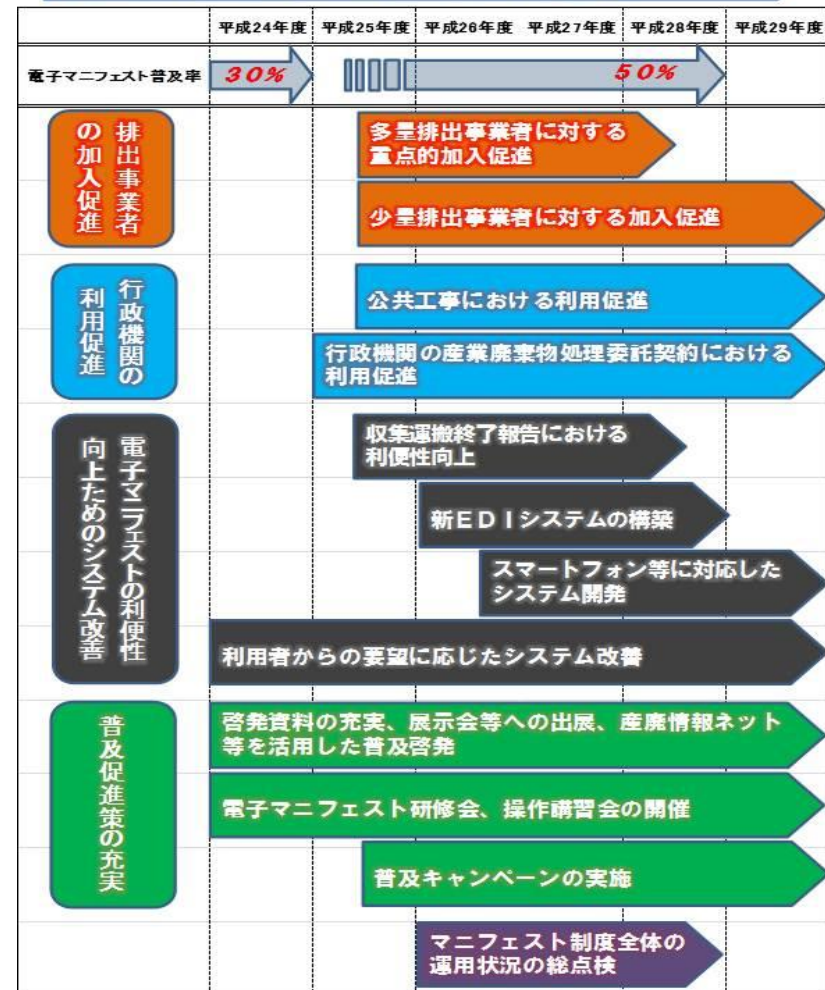 平成24年度 平成25年度 平成26年度 平成27年度 平成28年度 平成29年度
電子マニフェスト普及率
30%
50%
排出事業者
の加入促進
多量排出事業者に対する
重点的加入促進
少量排出事業者に対する加入促進
行政機関の
利用促進
公共工事における利用促進
行政機関の産業廃棄物処理委託契約における
利用促進
電子マニフェストの利便性
向上ためのシステム改善
収集運搬終了報告における
利便性向上
新EDIシステムの構築
スマートフォン等に対応した
システム開発
利用者からの要望に応じたシステム改善
普及促進策の充実
啓発資料の充実、展示会等への出展、産廃情報ネット
等を活用した普及啓発
電子マニフェスト研修会、操作講習会の開催
普及キャンペーンの実施
マニフェスト制度全体の
運用状況の総点検